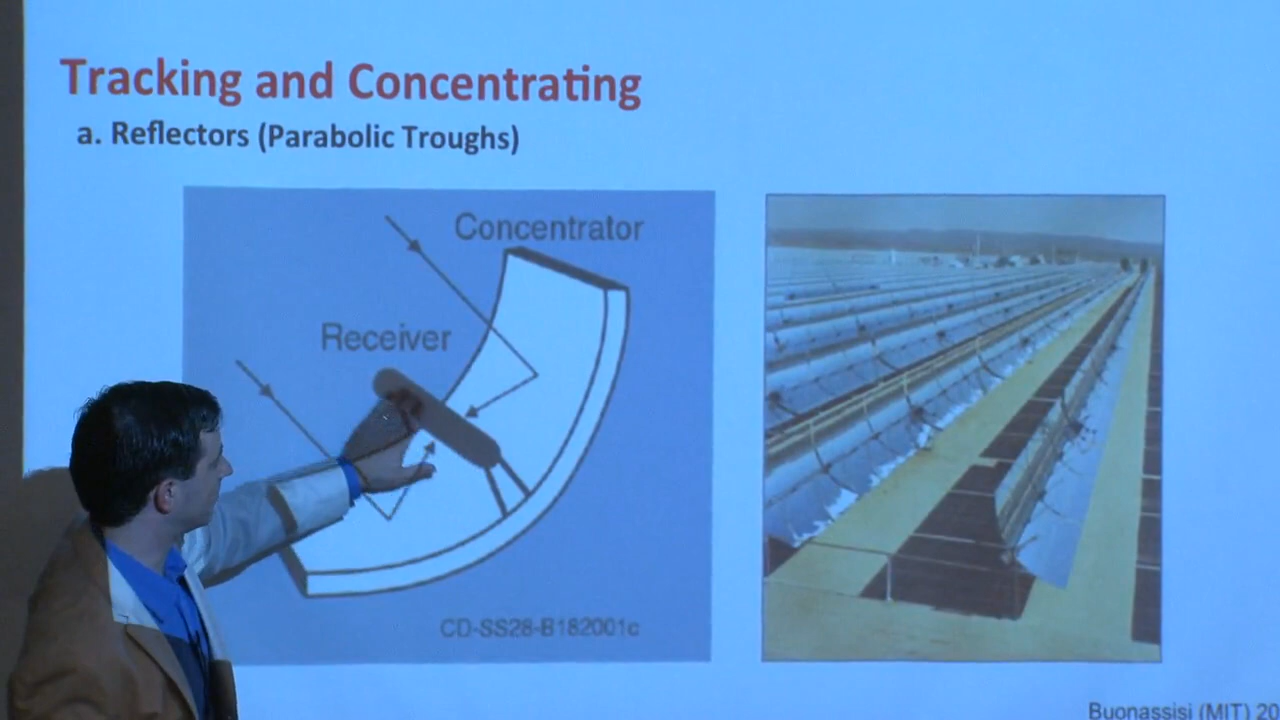 Tracking and Concentrating
a. Reflectors (Parabolic Troughs)
Concentrator
Receiver
CD-SS28-B182001c
Buonassisi (MIT) 20